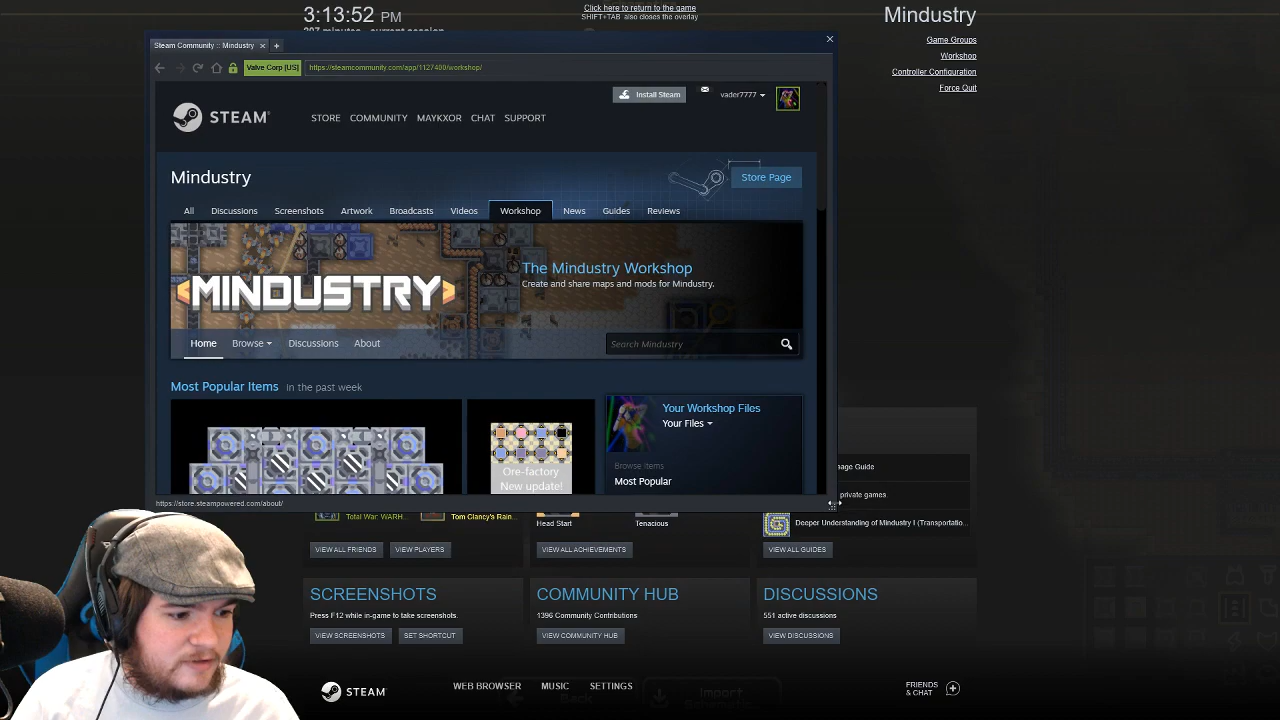 3:13:52 PM
Click here to return to the game
SHIFT+TAB also closes the overlay
Mindustry
current session
Game Groups
Workshop
Controller Configuration
Force Quit
Steam Community :: Mindustry
Valve Corp [US]
https://steamcommunity.com/app/1127400/workshop/
Install Steam
vader7777
STEAM
STORE COMMUNITY MAYKXOR CHAT SUPPORT
Mindustry
Store Page
All Discussions Screenshots Artwork Broadcasts Videos Workshop News Guides Reviews
MINDUSTRY
The Mindustry Workshop
Create and share maps and mods for Mindustry.
Home Browse Discussions About
Search Mindustry
Most Popular Items In the past week
Your Workshop Files
Your Files
Browse Items
Most Popular
Ore-factory
New update!
https://store.steampowered.com/about/
Guide
private games
Deeper Understanding of Mindustry I (Transportatio...
Total War: WARH...
Tom Clancy's Rain...
Head Start
Tenacious
VIEW ALL FRIENDS
VIEW PLAYERS
VIEW ALL ACHIEVEMENTS
VIEW ALL GUIDES
SCREENSHOTS
Press F12 while in-game to take screenshots.
VIEW SCREENSHOTS
SET SHORTCUT
COMMUNITY HUB
1396 Community Contributions
VIEW COMMUNITY HUB
DISCUSSIONS
551 active discussions
VIEW DISCUSSIONS
STEAM
WEB BROWSER MUSIC SETTINGS
Back
Import
FRIENDS
& CHAT